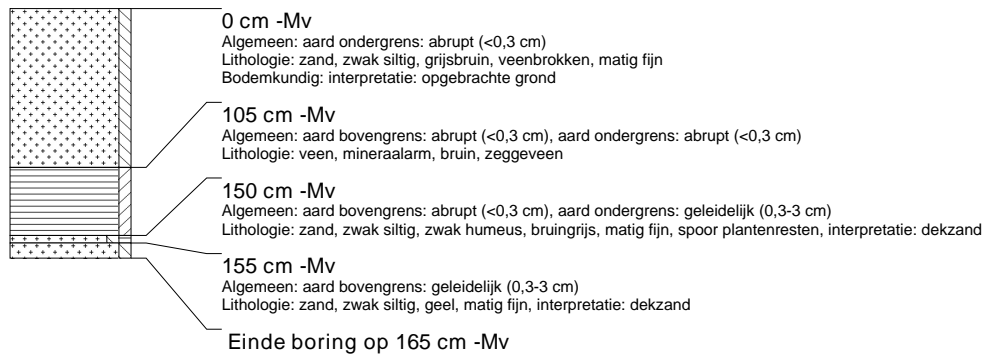 0 cm -Mv
Algemeen: aard ondergrens: abrupt (<0,3 cm)
Lithologie: zand, zwak siltig, grijsbruin, veenbrokken, matig fijn
Bodemkundig: interpretatie: opgebrachte grond
105 cm -Mv
Algemeen: aard bovengrens: abrupt (<0,3 cm), aard ondergrens: abrupt (<0,3 cm)
Lithologie: veen, mineraalarm, bruin, zeggeveen
150 cm -Mv
Algemeen: aard bovengrens: abrupt (<0,3 cm), aard ondergrens: geleidelijk (0,3-3 cm)
Lithologie: zand, zwak siltig, zwak humeus, bruingrijs, matig fijn, spoor plantenresten, interpretatie: dekzand
155 cm -Mv
Algemeen: aard bovengrens: geleidelijk (0,3-3 cm)
Lithologie: zand, zwak siltig, geel, matig fijn, interpretatie: dekzand
Einde boring op 165 cm -Mv